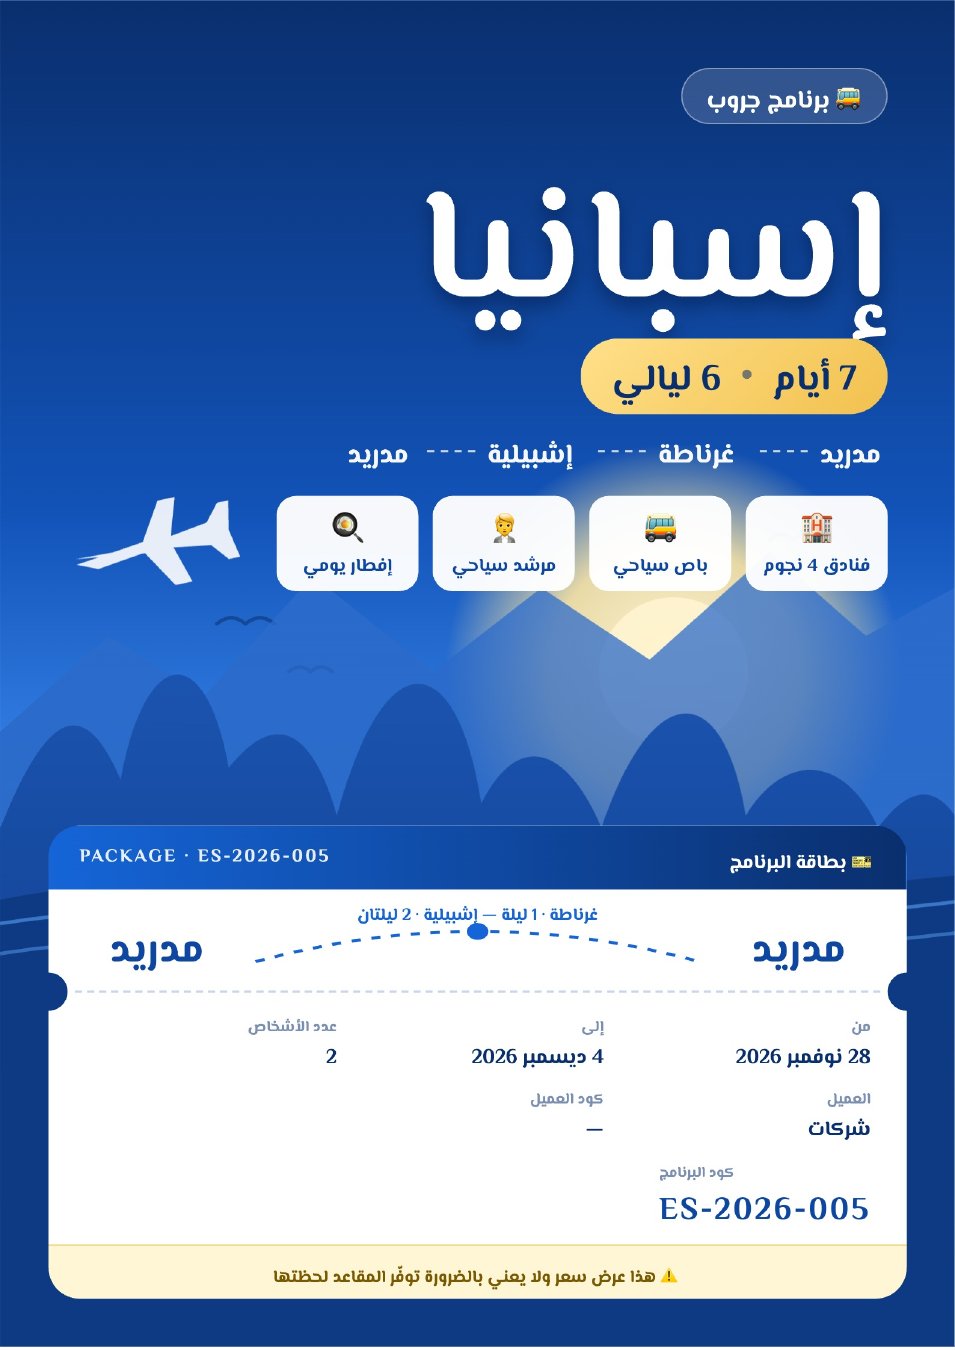 🚌 برنامج جروب
إسبانيا
7 أيام • 6 ليالي
مدريد ---- غرناطة ---- إشبيلية ---- مدريد
فنادق 4 نجوم
باص سياحي
مرشد سياحي
إفطار يومي
🎫 بطاقة البرنامج
PACKAGE · ES-2026-005
غرناطة · 1 ليلة — إشبيلية · 2 ليلتان
مدريد
مدريد
من
28 نوفمبر 2026
إلى
4 ديسمبر 2026
عدد الأشخاص
2
العميل
شركات
كود العميل
—
كود البرنامج
ES-2026-005
⚠️ هذا عرض سعر ولا يعني بالضرورة توفّر المقاعد لحظتها